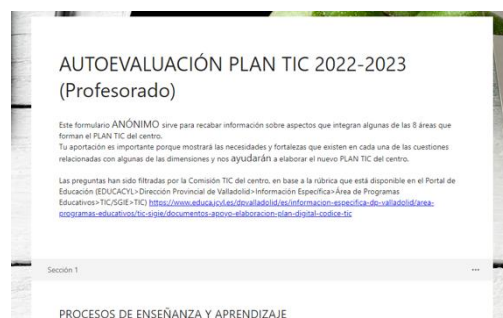 AUTOEVALUACIÓN PLAN TIC 2022-2023
(Profesorado)
Este formulario ANÓNIMO sirve para recabar información sobre aspectos que integran algunas de las 8 áreas que
forman el PLAN TIC del centro.
Tu aportación es importante porque mostrará las necesidades y fortalezas que existen en cada una de las cuestiones
relacionadas con algunas de las dimensiones y nos ayudarán a elaborar el nuevo PLAN TIC del centro.
Las preguntas han sido filtradas por la Comisión TIC del centro, en base a la rúbrica que está disponible en el Portal de
Educación (EDUCACYL>Dirección Provincial de Valladolid>Información Específica>Área de Programas
Educativos>TIC/SGIE>TIC) https://www.educa.jcyl.es/dpvalladolid/es/informacion-especifica-dp-valladolid/area-
programas-educativos/tic-sigie/documentos-apoyo-elaboracion-plan-digital-codice-tic
Sección 1
...
PROCESOS DE ENSEÑANZA Y APRENDIZAJE